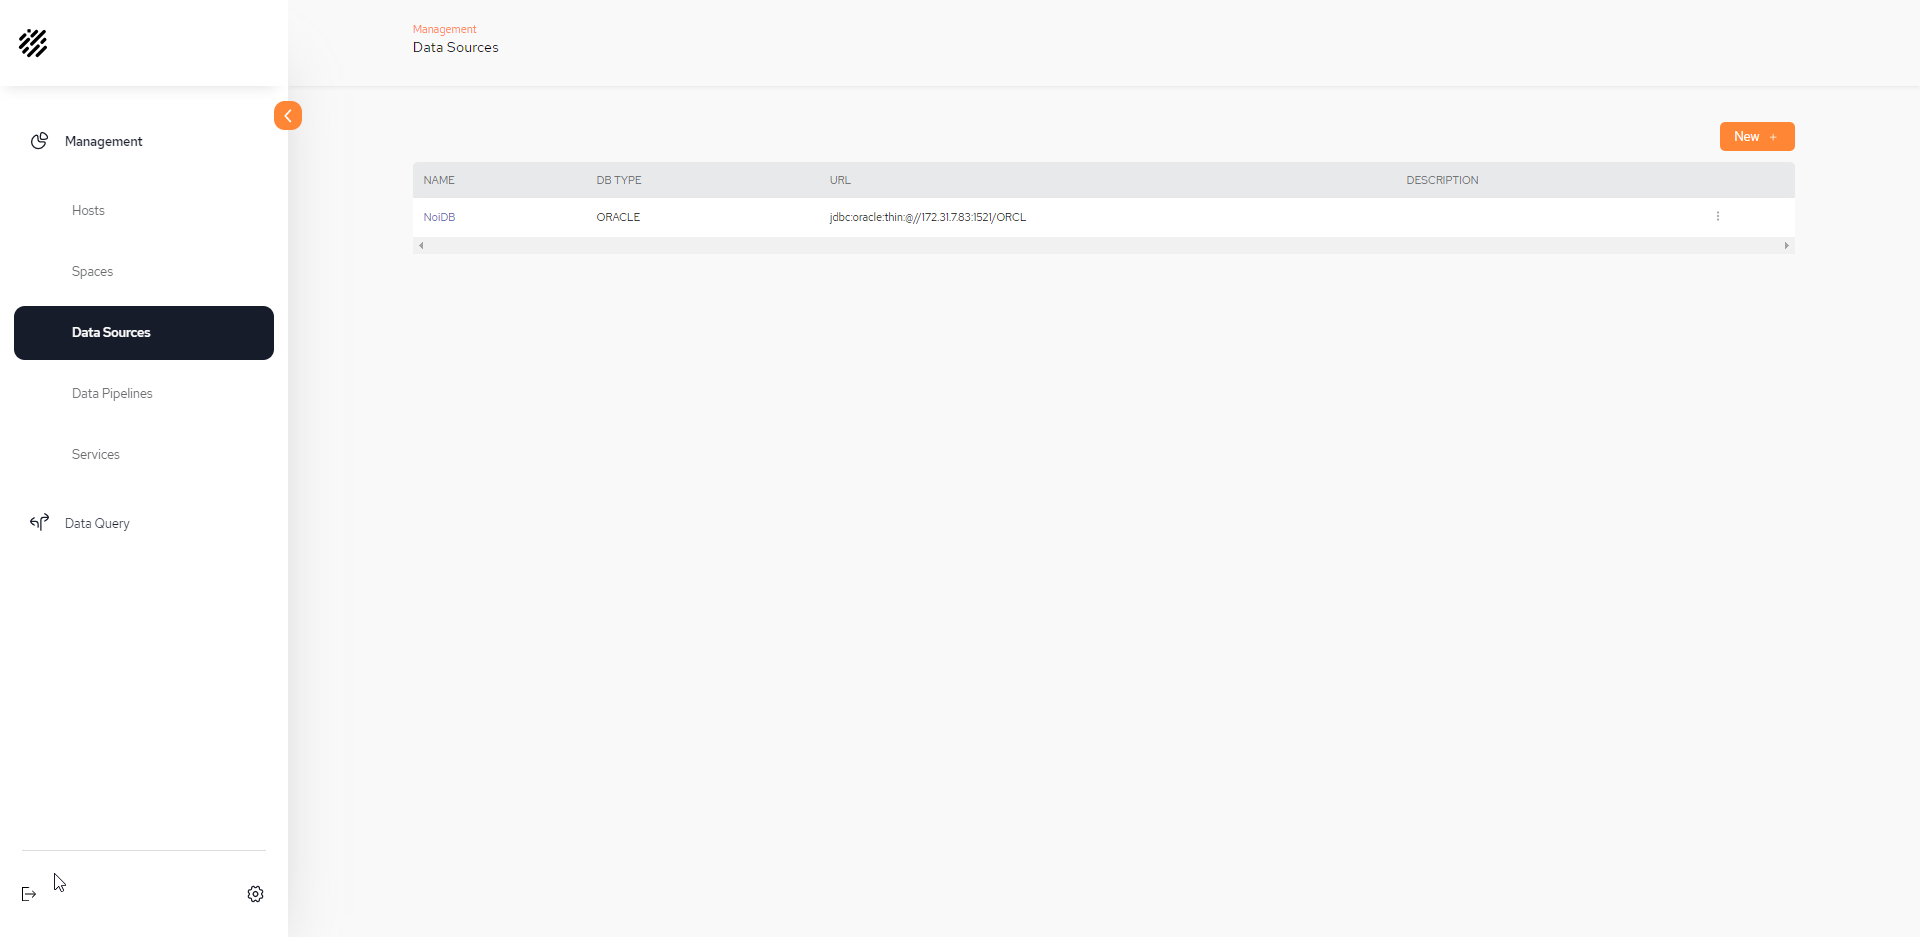 Management
Data Sources
Management
Hosts
Spaces
Data Sources
Data Pipelines
Services
Data Query
New +
NAME DB TYPE URL DESCRIPTION
NoiDB ORACLE jdbc:oracle:thin:@//172.31.7.83:1521/ORCL